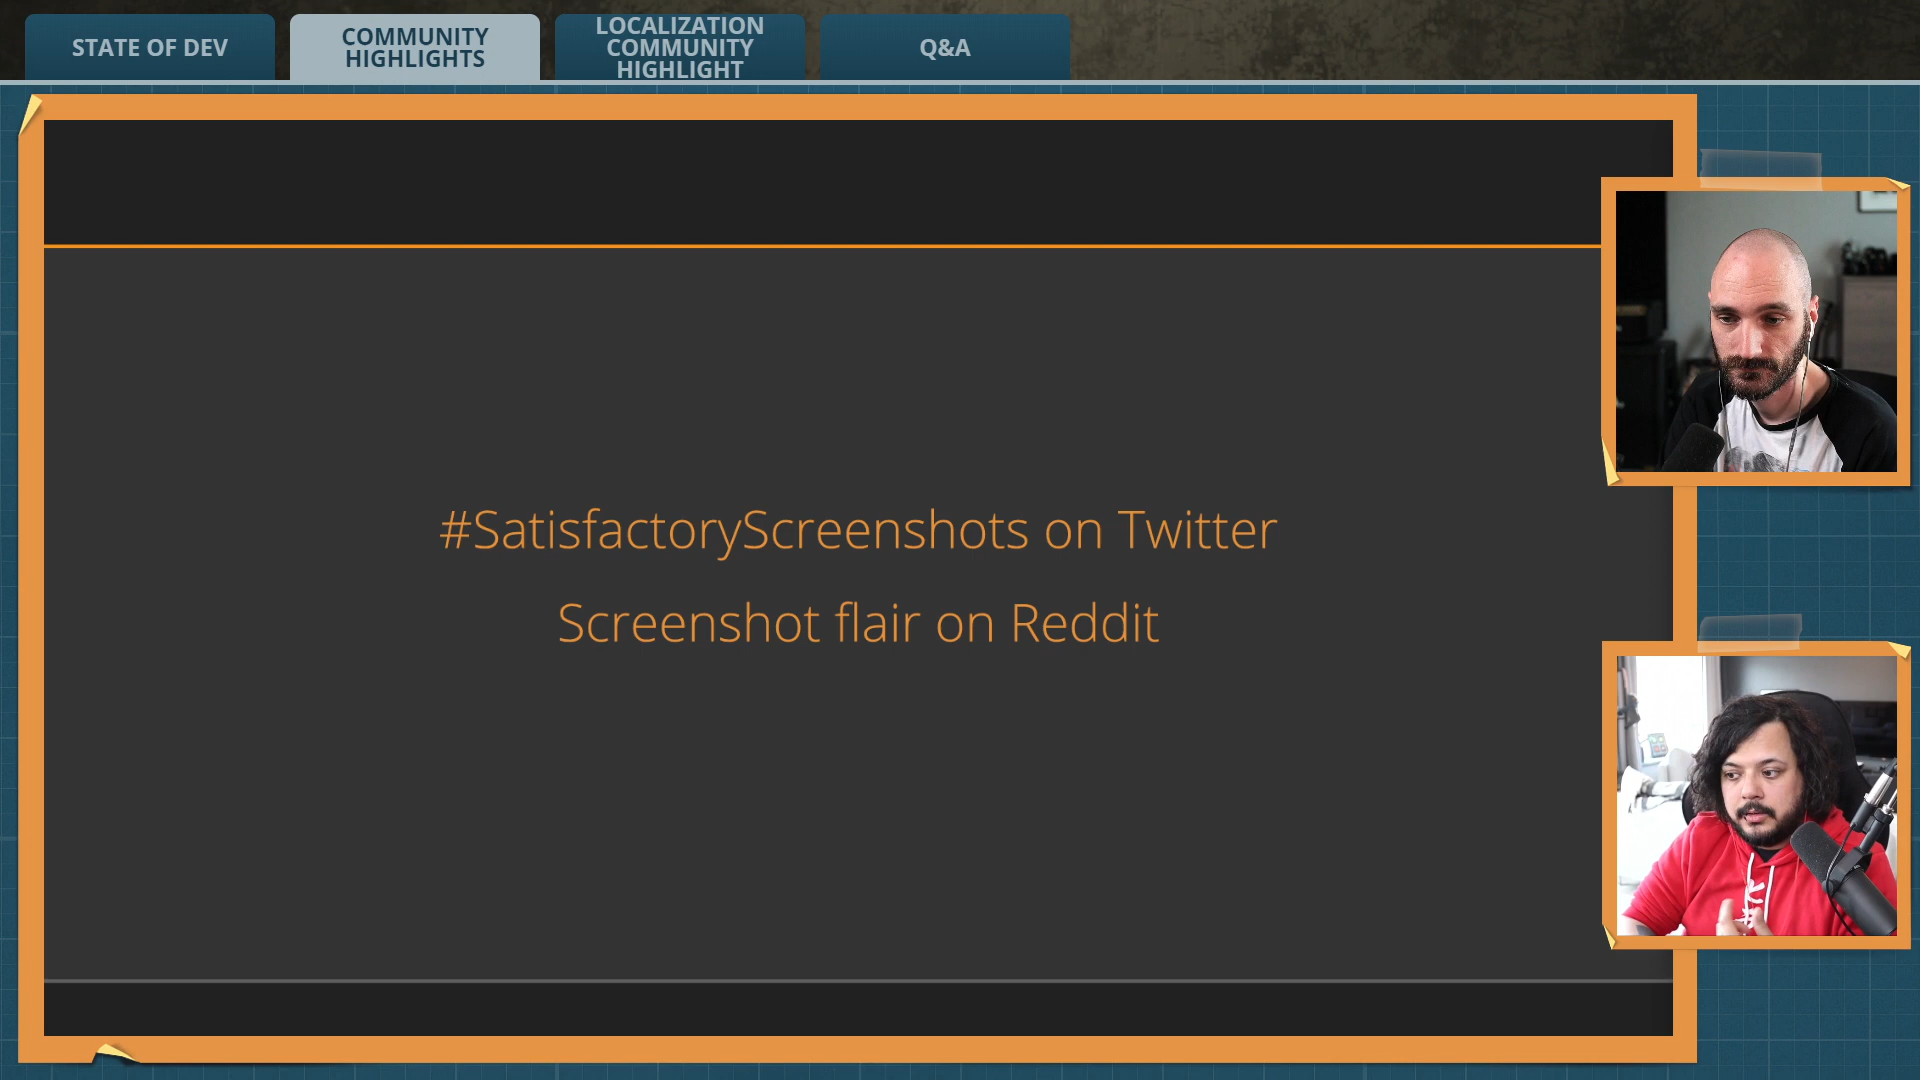 STATE OF DEV
COMMUNITY
HIGHLIGHTS
LOCALIZATION
COMMUNITY
HIGHLIGHT
Q&A
#SatisfactoryScreenshots on Twitter
Screenshot flair on Reddit